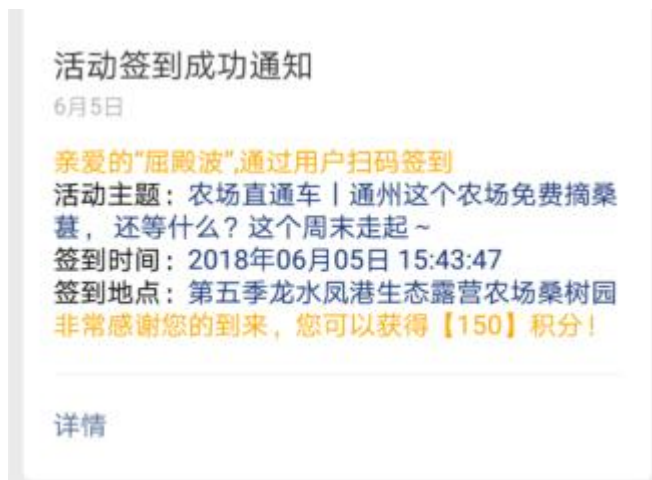 活动签到成功通知
6月5日
亲爱的“屈殿波”,通过用户扫码签到
活动主题：农场直通车丨通州这个农场免费摘桑
葚，还等什么？这个周末走起～
签到时间：2018年06月05日 15:43:47
签到地点：第五季龙水凤港生态露营农场桑树园
非常感谢您的到来，您可以获得【150】积分！
详情